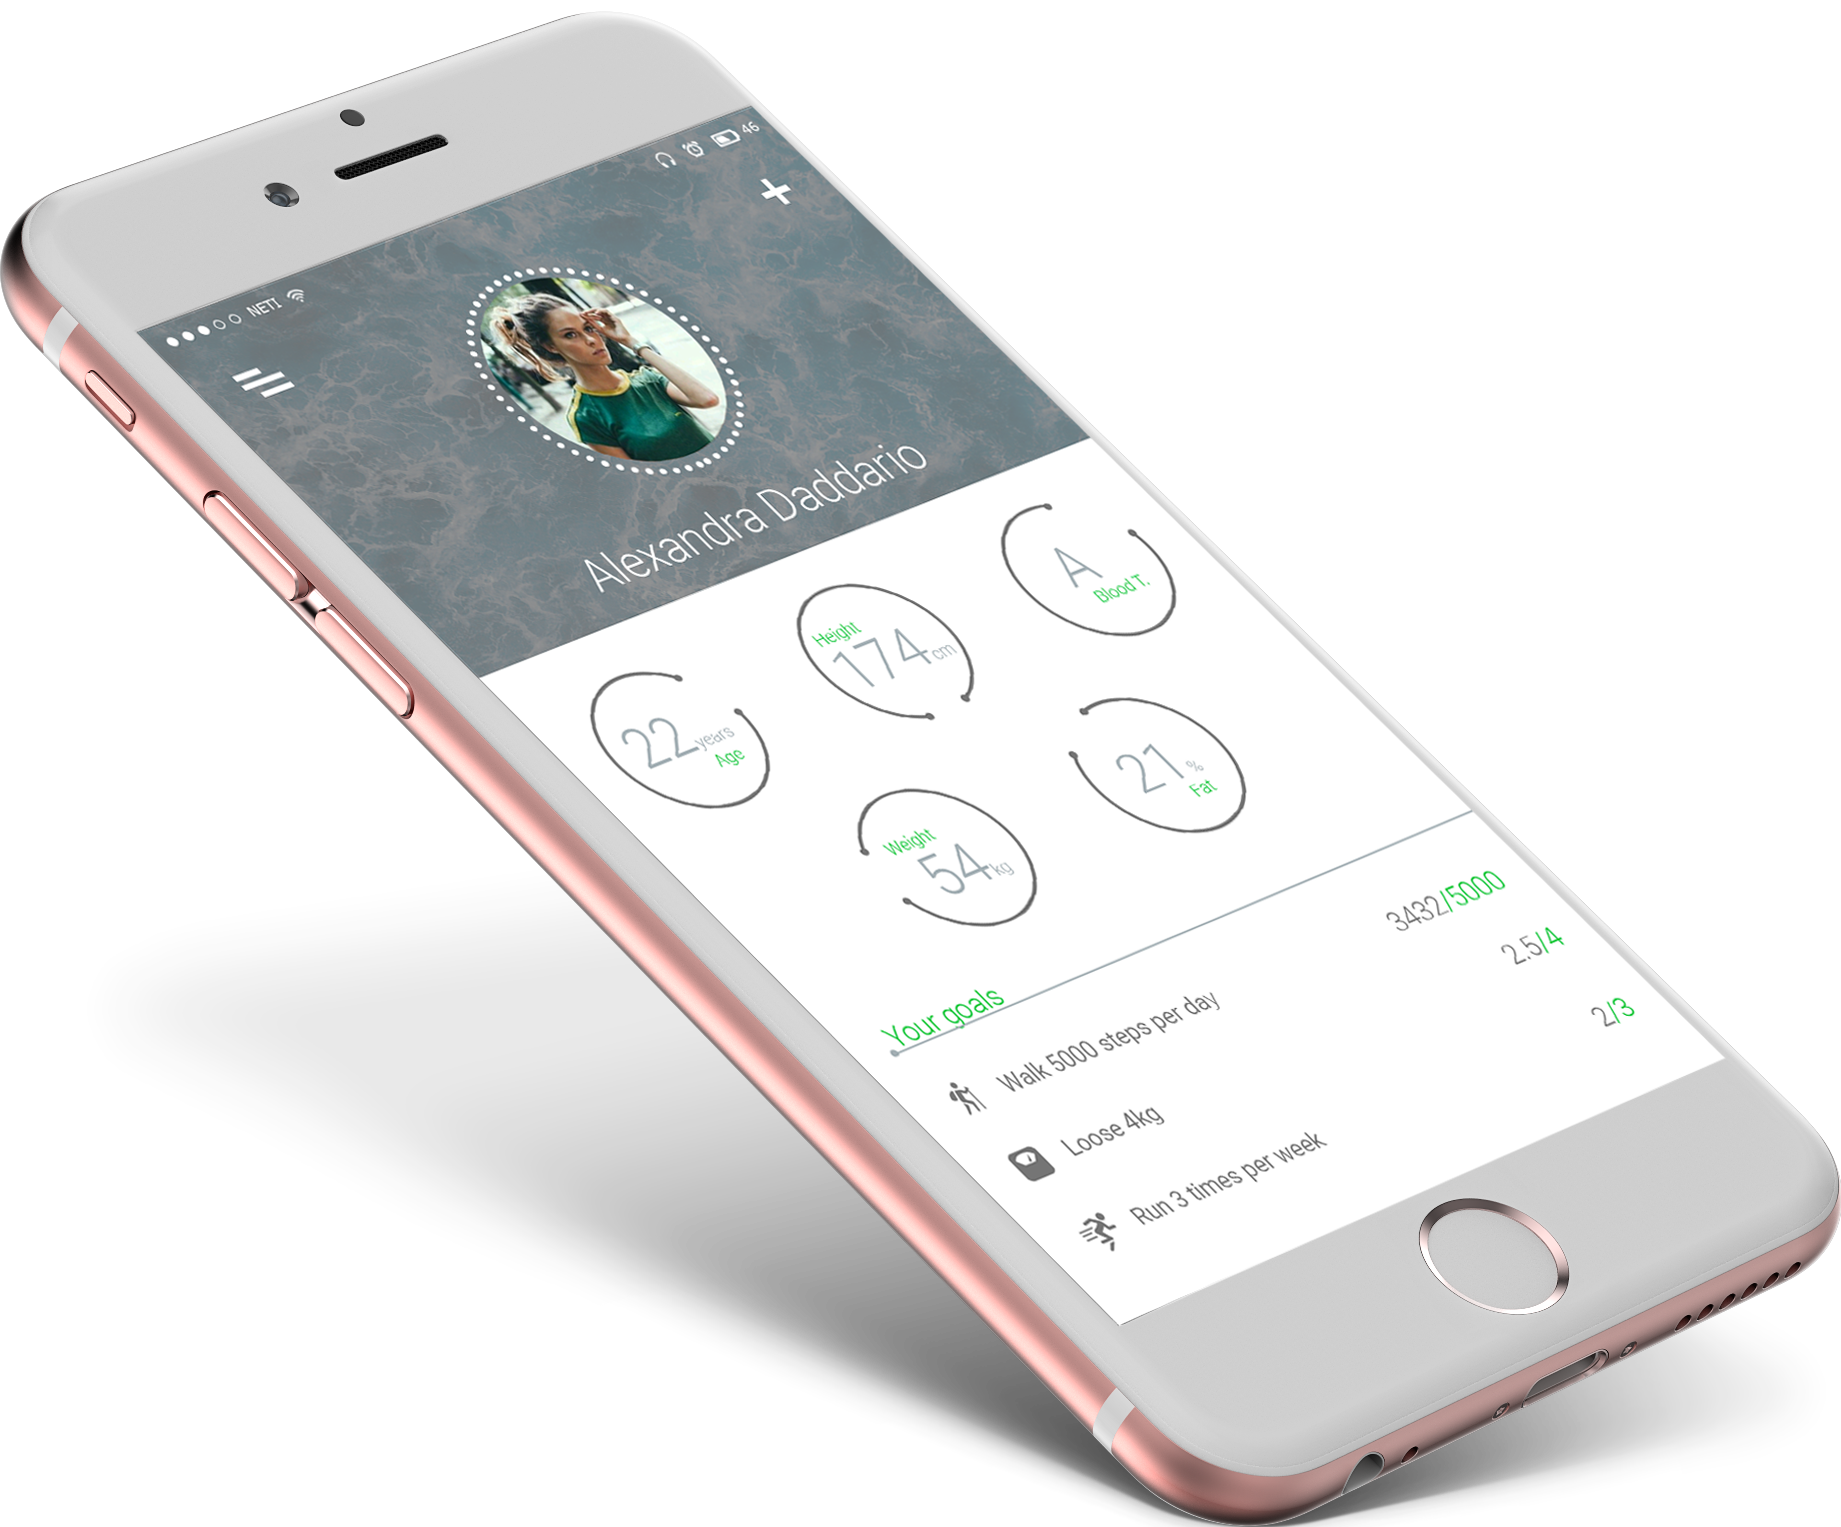 NETI
46
Alexandra Daddario
22 years
Age
Height
174 cm
A
Blood T.
Weight
54 kg
21 %
Fat
Your goals
Walk 5000 steps per day 3432/5000
Loose 4kg 2.5/4
Run 3 times per week 2/3